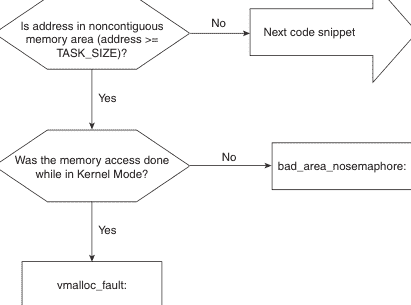 Is address in noncontiguous
memory area (address >=
TASK_SIZE)?
No
Next code snippet
Yes
Was the memory access done
while in Kernel Mode?
No
bad_area_nosemaphore:
Yes
vmalloc_fault: